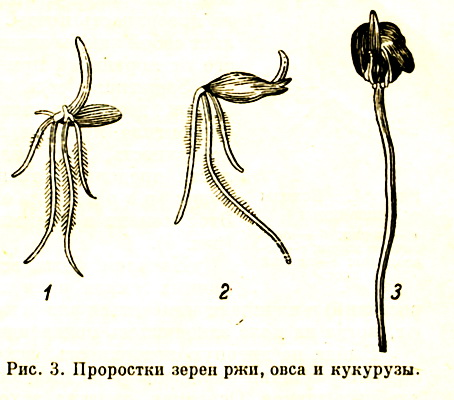 1 2 3
Рис. 3. Проростки зерен ржи, овса и кукурузы.